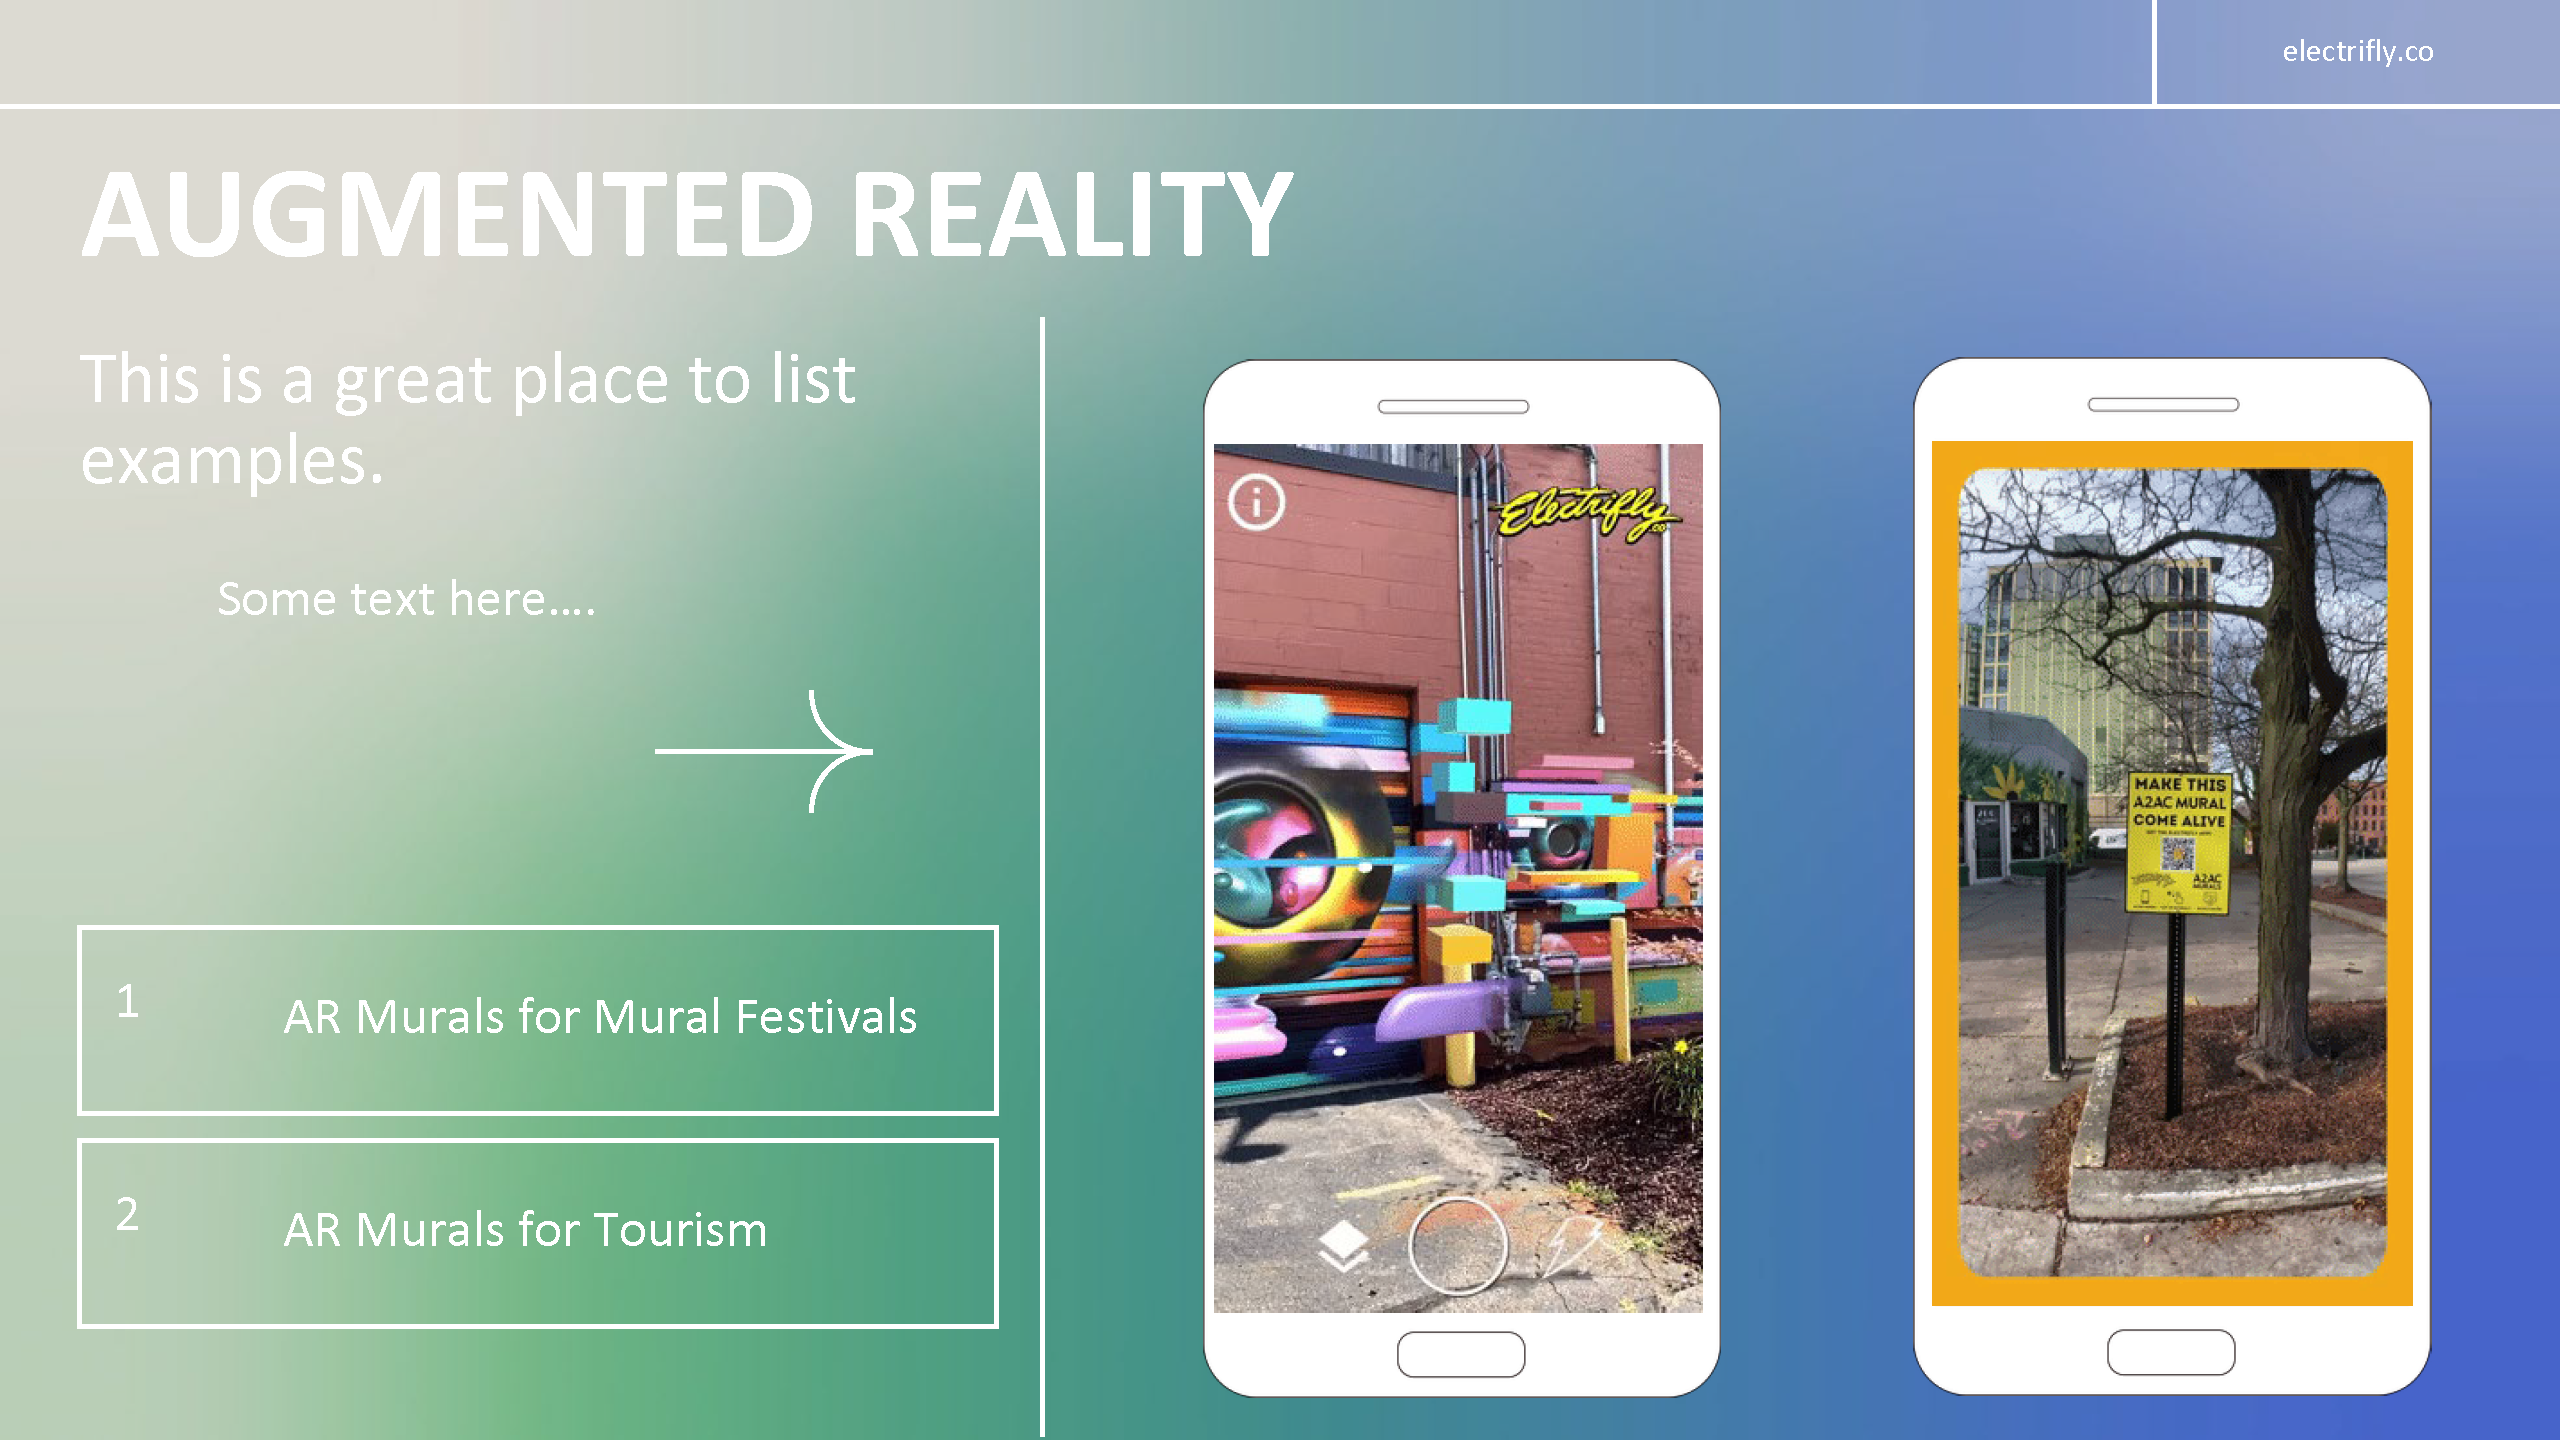 electrifly.co
AUGMENTED REALITY
This is a great place to list
examples.
Some text here....
1
AR Murals for Mural Festivals
2
AR Murals for Tourism
i
Electrifly
.co
MAKE THIS
A2AC MURAL
COME ALIVE
A2AC
MURALS